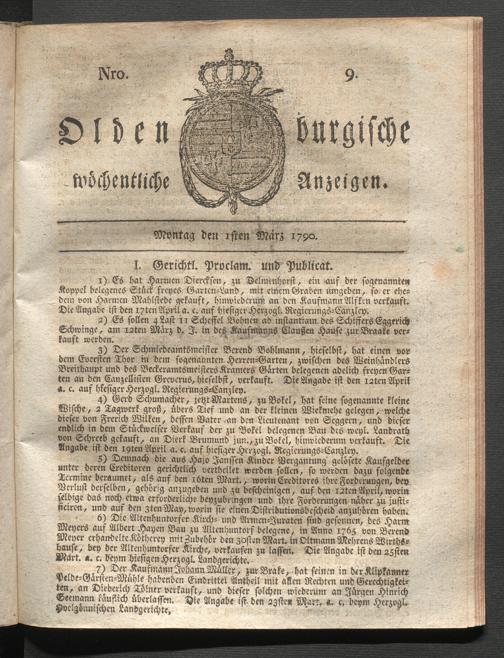 Nro. 9.
Oldenburgische
wöchentliche Anzeigen.
Montag den 1sten März 1790.
I. Gerichtl. Proclam. und Publicat.
1) Es hat Harmen Diercksen, zu Delmenhorst, ein auf der sogenannten
Koppel belegenes Stück freyes Garten-Land, mit einem Graben umgeben, so er ehe
dem von Harmen Mahlstede gekauft, hinwiederum an den Kaufmann Alsken verkauft.
Die Angabe ist den 17ten April a. c. auf hiesiger Herzogl. Regierungs-Canzley.
2) Es sollen 4 Last 11 Scheffel Bohnen ad instantiam des Schiffers Eggerich
Schwinge, am 12ten März d. J. in des Kaufmanns Claußen Hause zur Braake ver-
kauft werden.
3) Der Schmiedeamtsmeister Berend Bohlmann, hieselbst, hat einen vor
dem Eversten Thor in dem sogenannten Herren-Garten, zwischen des Weinhändlers
Breithaupt und des Beckeramtsmeisters Kramers Gärten belegenen adelich freyen Gar-
ten an den Canzellisten Greverus, hieselbst, verkauft. Die Angabe ist den 12ten April
a. c. auf hiesiger Herzogl. Regierungs-Canzley.
4) Gerd Schumacher, jetzt Martens, zu Bokel, hat seine sogenannte kleine
Wische, 2 Tagwerk groß, übers Tief und an der kleinen Wiekwehe gelegen, welche
dieser von Frerich Wilken, dessen Vater an den Lieutenant von Seggern, und dieser
endlich in dem Stückweiser Verkauf der zu Bokel belegenen Bau des weyl. Landrath
von Schreeb gekauft, an Dierk Brumund jun., zu Bokel, hinwiederum verkauft. Die
Angabe ist den 19ten April a. c. auf hiesiger Herzogl. Regierungs-Canzley.
5) Demnach die aus Hajo Janssen Kinder Vergantung gelösete Kaufgelder
unter deren Creditoren gerichtlich vertheilet werden sollen, so werden dazu folgende
Termine beraumet, als auf den 16ten Mart., worin Creditores ihre Forderungen, bey
Verlust derselben, gehörig anzugeben und zu bescheinigen, auf den 12ten April, worin
selbige das noch etwa erforderliche beyzubringen und ihre Forderungen näher zu justi-
ficiren, und auf den 3ten May, worin sie einen Distributionsbescheid anzuhören haben.
6) Die Altenhuntorfer Kirch- und Armen-Juraten sind gesonnen, des Harm
Meyers auf Albert Hayen Bau zu Altenhuntorf belegene, in Anno 1765 von Berend
Meyer erhandelte Kötherey mit Zubehör den 30sten Mart. in Oltmann Mehrens Wirths-
hause, bey der Altenhuntorfer Kirche, verkaufen zu lassen. Die Angabe ist den 25sten
Mart. a. c. beym hiesigen Herzogl. Landgerichte.
7) Der Kaufmann Johann Müller, zur Brake, hat seinen in der Klipkanner
Pelde-Gärsten-Mühle habenden Eindrittel Antheil mit allen Rechten und Gerechtigkei-
ten, an Diederich Tölner verkauft, und dieser solchen wiederum an Jürgen Hinrich
Seemann käuflich überlassen. Die Angabe ist den 23sten Mart. a. c. beym Herzogl.
Ovelgönnischen Landgerichte,